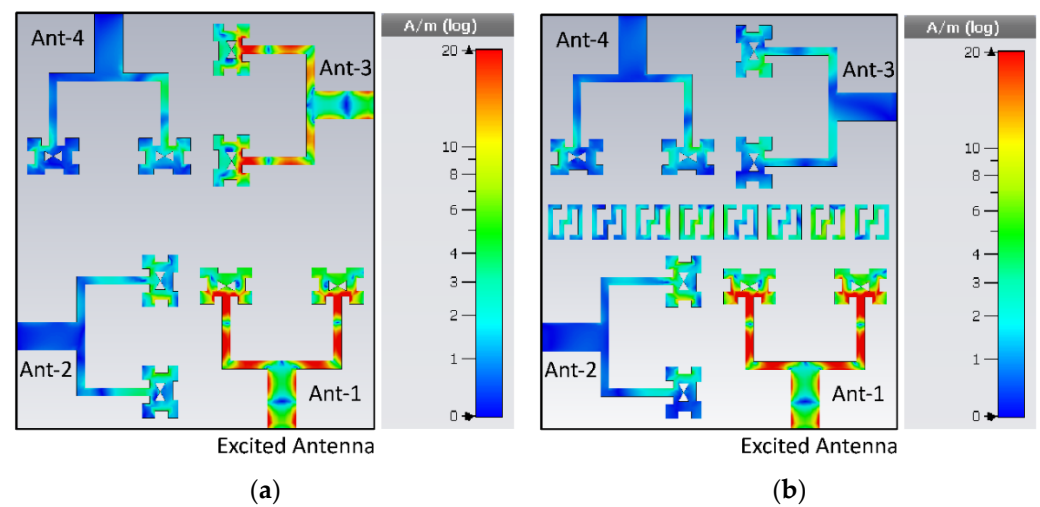 Ant-4
Ant-3
Ant-2
Ant-1
Excited Antenna
A/m (log)
20
10
8
6
4
3
2
1
0
(a)
Ant-4
Ant-3
Ant-2
Ant-1
Excited Antenna
A/m (log)
20
10
8
6
4
3
2
1
0
(b)